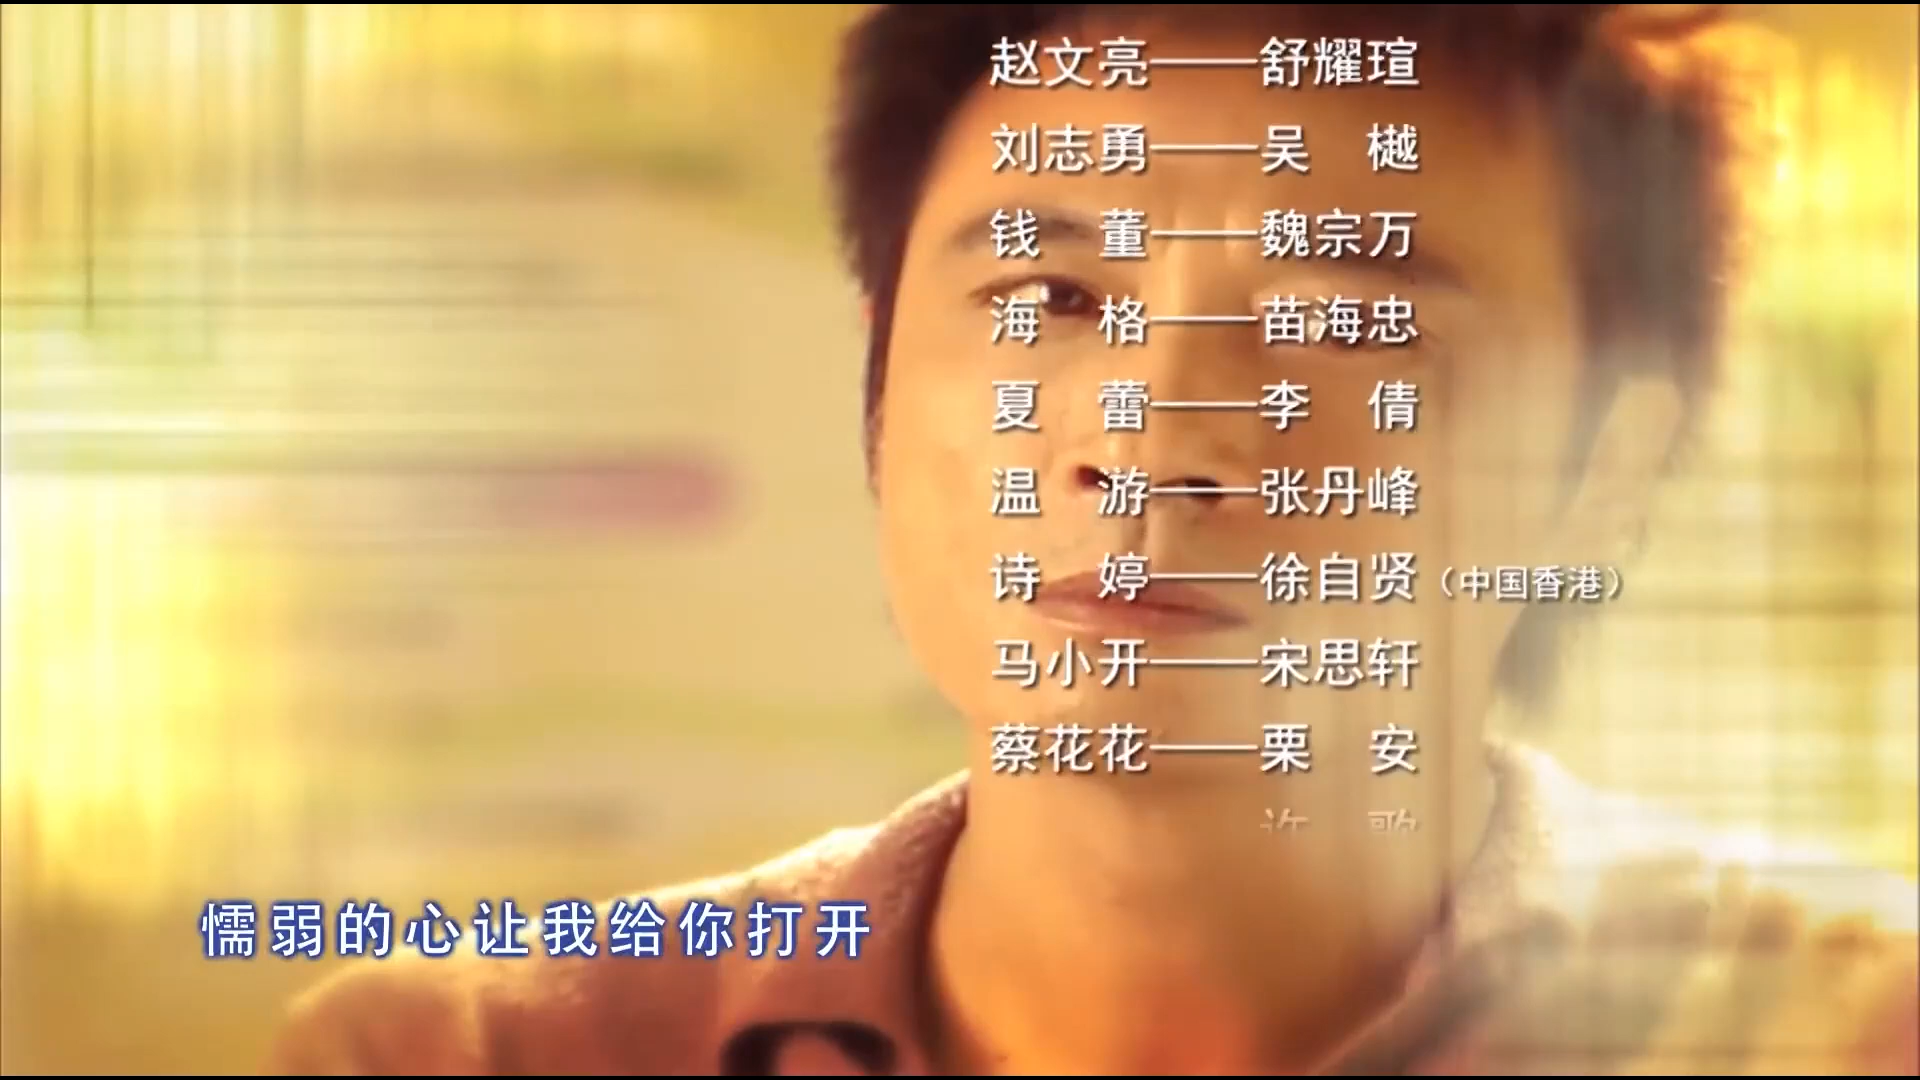 赵文亮——舒耀瑄
刘志勇——吴　樾
钱　董——魏宗万
海　格——苗海忠
夏　蕾——李　倩
温　游——张丹峰
诗　婷——徐自贤（中国香港）
马小开——宋思轩
蔡花花——栗　安
许　歌
懦弱的心让我给你打开